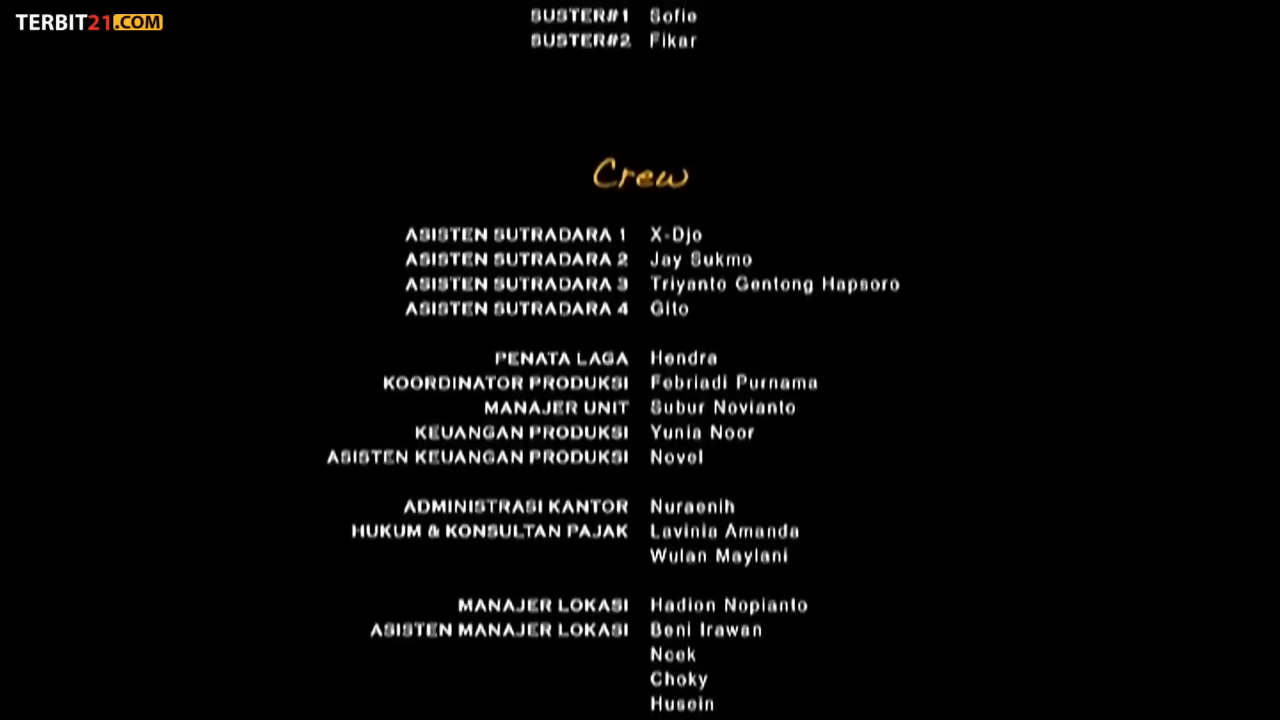 TERBIT21.COM
SUSTER#1 Sofie
SUSTER#2 Fikar
Crew
ASISTEN SUTRADARA 1 X-Djo
ASISTEN SUTRADARA 2 Jay Sukmo
ASISTEN SUTRADARA 3 Triyanto Gentong Hapsoro
ASISTEN SUTRADARA 4 Gito
PENATA LAGA Hendra
KOORDINATOR PRODUKSI Febriadi Purnama
MANAJER UNIT Subur Novianto
KEUANGAN PRODUKSI Yunia Noor
ASISTEN KEUANGAN PRODUKSI Novel
ADMINISTRASI KANTOR Nuraenih
HUKUM & KONSULTAN PAJAK Lavinia Amanda
Wulan Maylani
MANAJER LOKASI Hadion Nopianto
ASISTEN MANAJER LOKASI Beni Irawan
Ncek
Choky
Husein